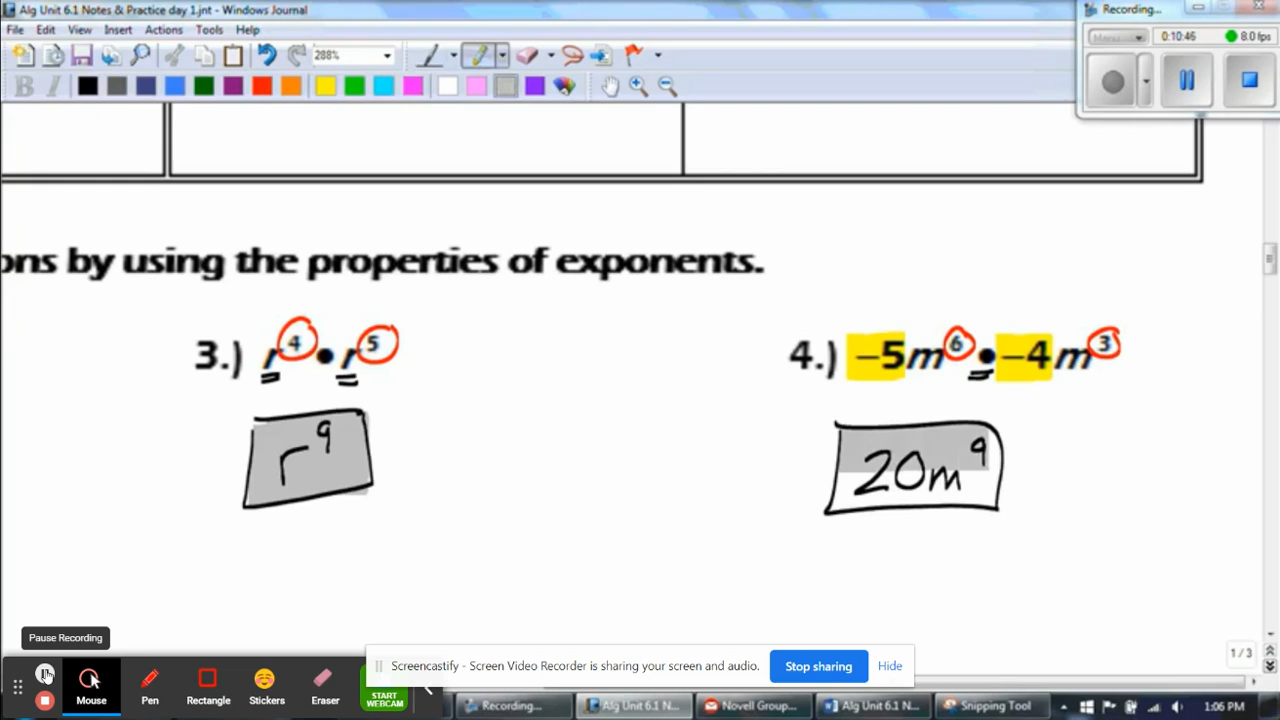 Alg Unit 6.1 Notes & Practice day 1.jnt - Windows Journal
Recording...
File Edit View Insert Actions Tools Help
Menu 0:10:46 8.0 fps
288%
B I
ons by using the properties of exponents.
3.) r⁴•r⁵
4.) –5m⁶•–4m³
r⁹
20m⁹
Pause Recording
Mouse Pen Rectangle Stickers Eraser START WEBCAM
Screencastify - Screen Video Recorder is sharing your screen and audio. Stop sharing Hide
1 / 3
Recording... Alg Unit 6.1 N... Novell Group... Alg Unit 6.1 N... Snipping Tool 1:06 PM